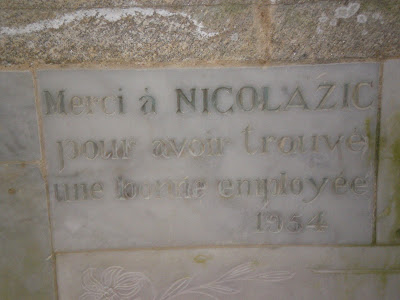 Merci à NICOLAZIC
pour avoir trouvé
une bonne employée
1954